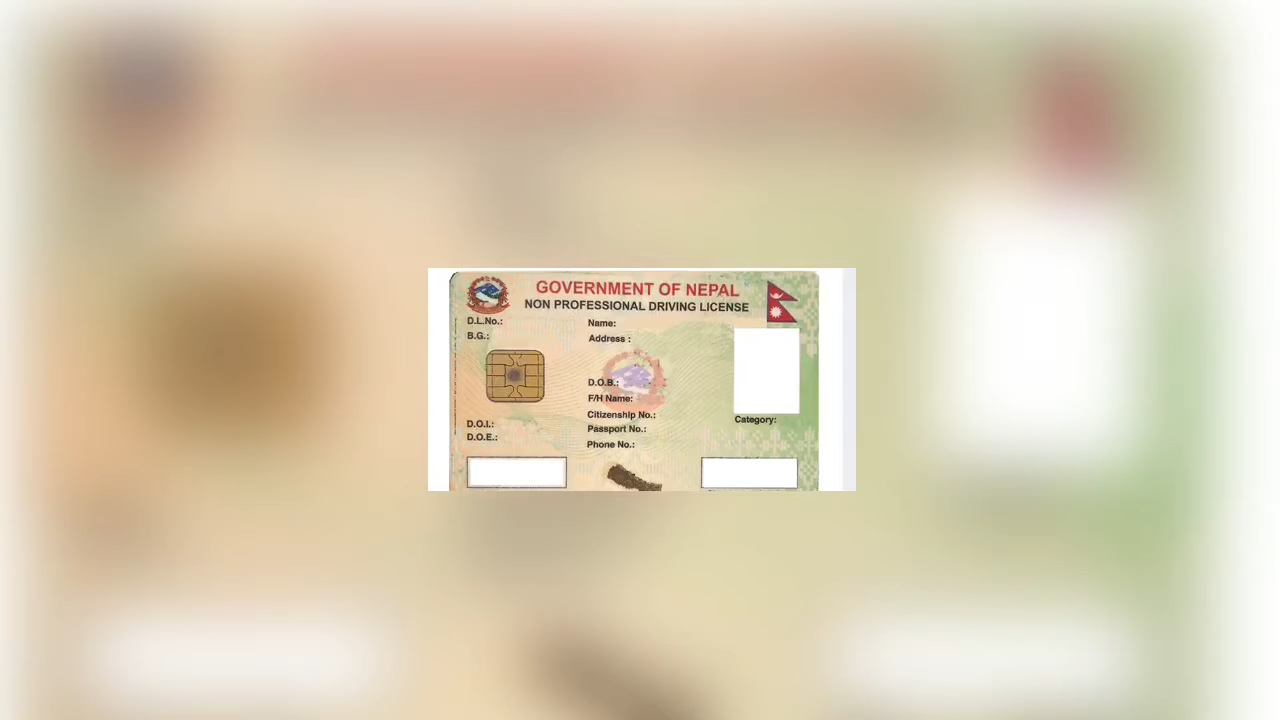 GOVERNMENT OF NEPAL
NON PROFESSIONAL DRIVING LICENSE
D.L.No.:
B.G.:
Name:
Address :
D.O.B.:
F/H Name:
Citizenship No.:
Passport No.:
Phone No.:
Category:
D.O.I.:
D.O.E.: